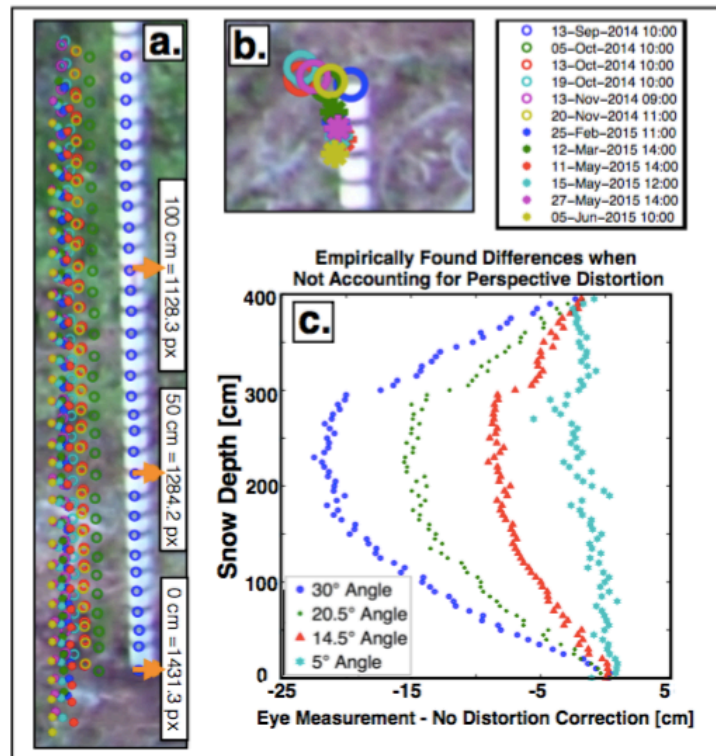 a.
100 cm = 1128.3 px
50 cm = 1284.2 px
0 cm = 1431.3 px
b.
13-Sep-2014 10:00
05-Oct-2014 10:00
13-Oct-2014 10:00
19-Oct-2014 10:00
13-Nov-2014 09:00
20-Nov-2014 11:00
25-Feb-2015 11:00
12-Mar-2015 14:00
11-May-2015 14:00
15-May-2015 12:00
27-May-2015 14:00
05-Jun-2015 10:00
Empirically Found Differences when
Not Accounting for Perspective Distortion
c.
Snow Depth [cm]
400
300
200
100
0
30° Angle
20.5° Angle
14.5° Angle
5° Angle
-25
-15
-5
5
Eye Measurement - No Distortion Correction [cm]